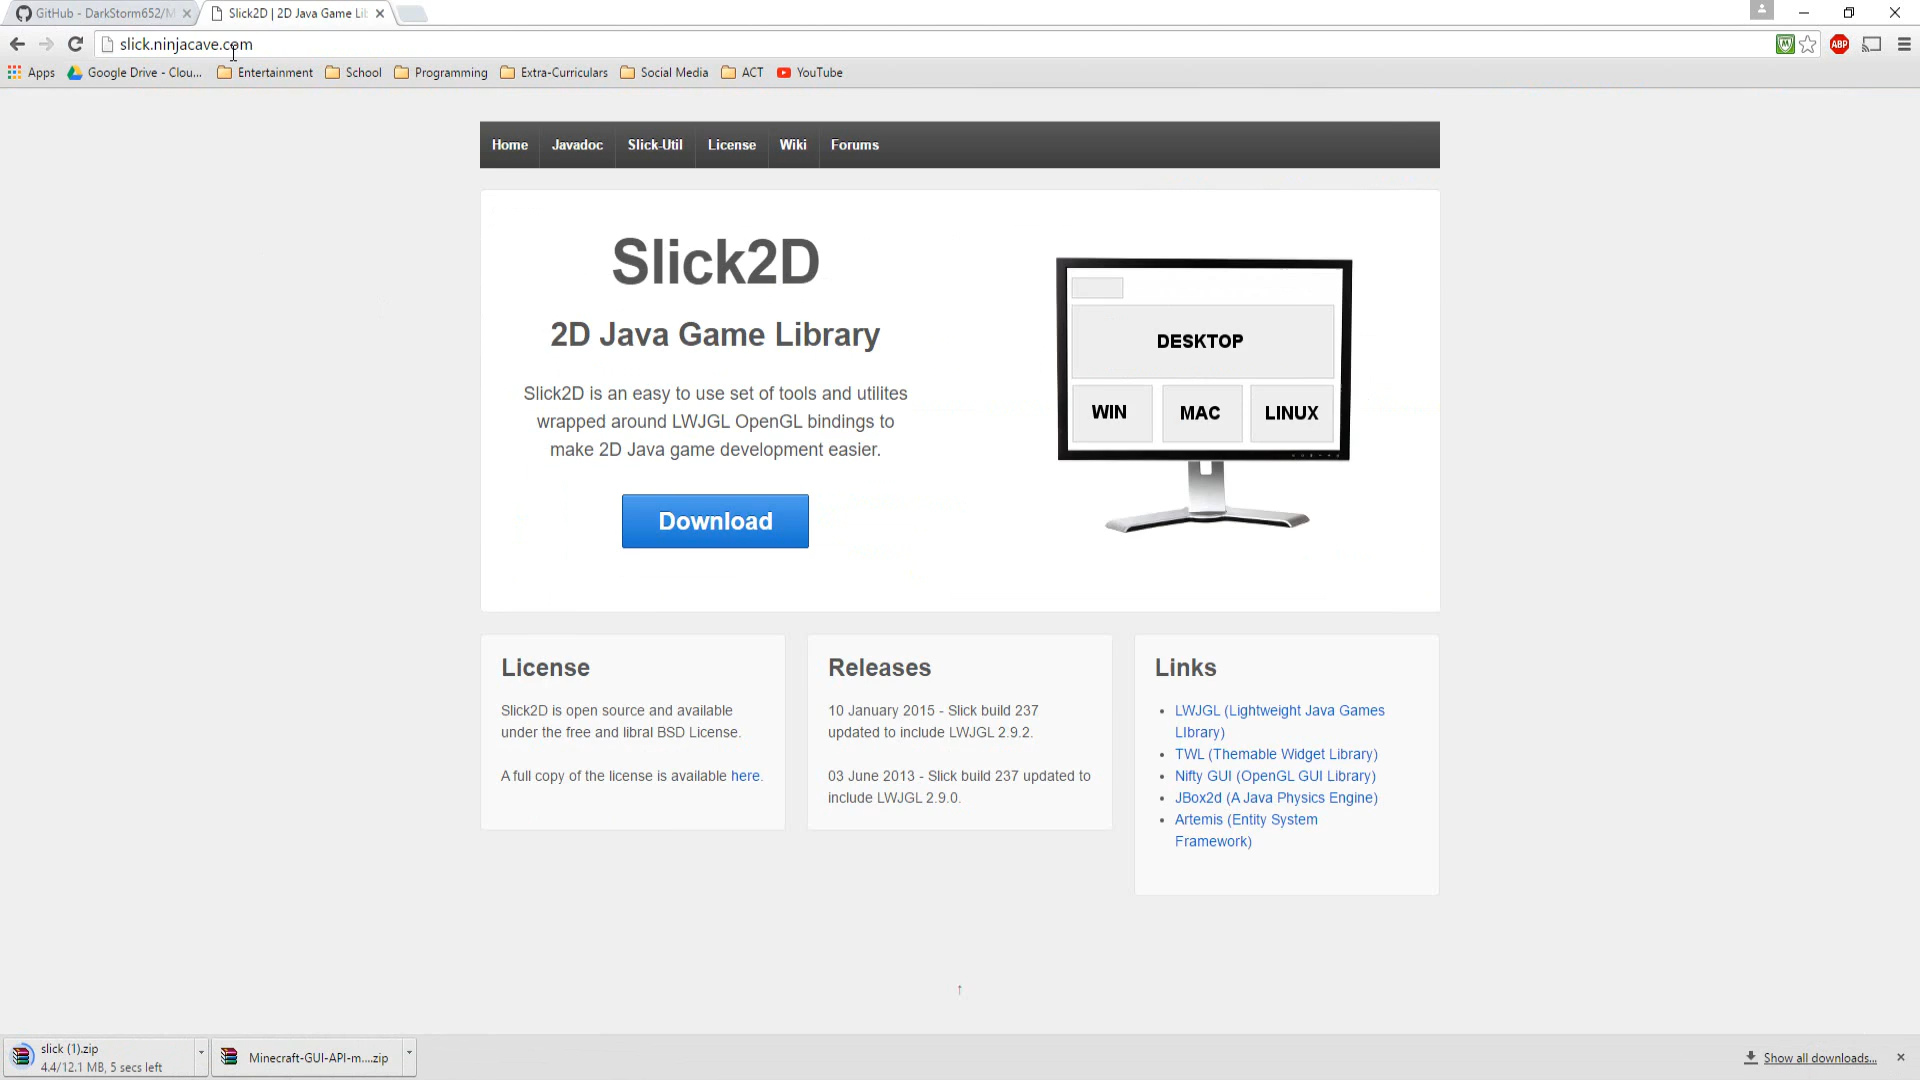 GitHub - DarkStorm652/M
Slick2D | 2D Java Game Lib
slick.ninjacave.com
ABP
Apps
Google Drive - Clou...
Entertainment
School
Programming
Extra-Curriculars
Social Media
ACT
YouTube
Home
Javadoc
Slick-Util
License
Wiki
Forums
Slick2D
2D Java Game Library
Slick2D is an easy to use set of tools and utilites
wrapped around LWJGL OpenGL bindings to
make 2D Java game development easier.
Download
DESKTOP
WIN
MAC
LINUX
License
Slick2D is open source and available
under the free and libral BSD License.
A full copy of the license is available here.
Releases
10 January 2015 - Slick build 237
updated to include LWJGL 2.9.2.
03 June 2013 - Slick build 237 updated to
include LWJGL 2.9.0.
Links
• LWJGL (Lightweight Java Games
LIbrary)
• TWL (Themable Widget Library)
• Nifty GUI (OpenGL GUI Library)
• JBox2d (A Java Physics Engine)
• Artemis (Entity System
Framework)
↑
slick (1).zip
4.4/12.1 MB, 5 secs left
Minecraft-GUI-API-m....zip
Show all downloads...